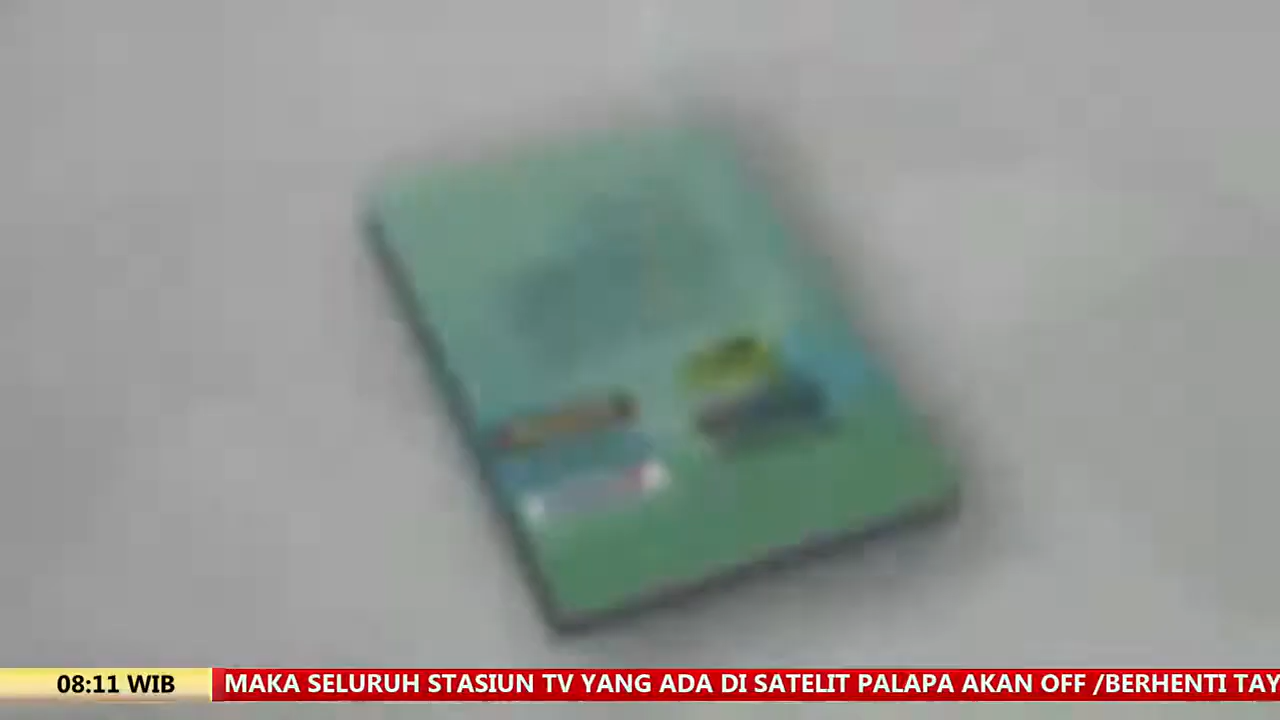 08:11 WIB
MAKA SELURUH STASIUN TV YANG ADA DI SATELIT PALAPA AKAN OFF /BERHENTI TAY